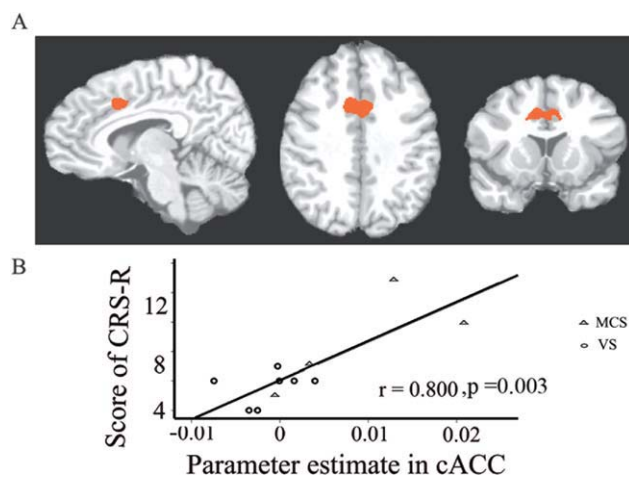 A
B
Score of CRS-R
12
8
4
r = 0.800 ,p =0.003
MCS
VS
-0.01 0 0.01 0.02
Parameter estimate in cACC